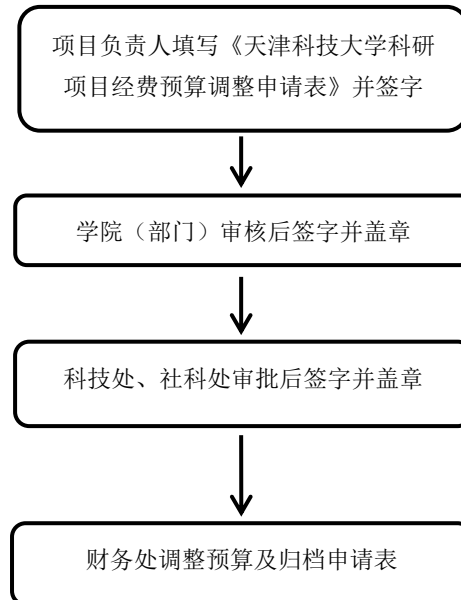 项目负责人填写《天津科技大学科研
项目经费预算调整申请表》并签字
学院（部门）审核后签字并盖章
科技处、社科处审批后签字并盖章
财务处调整预算及归档申请表